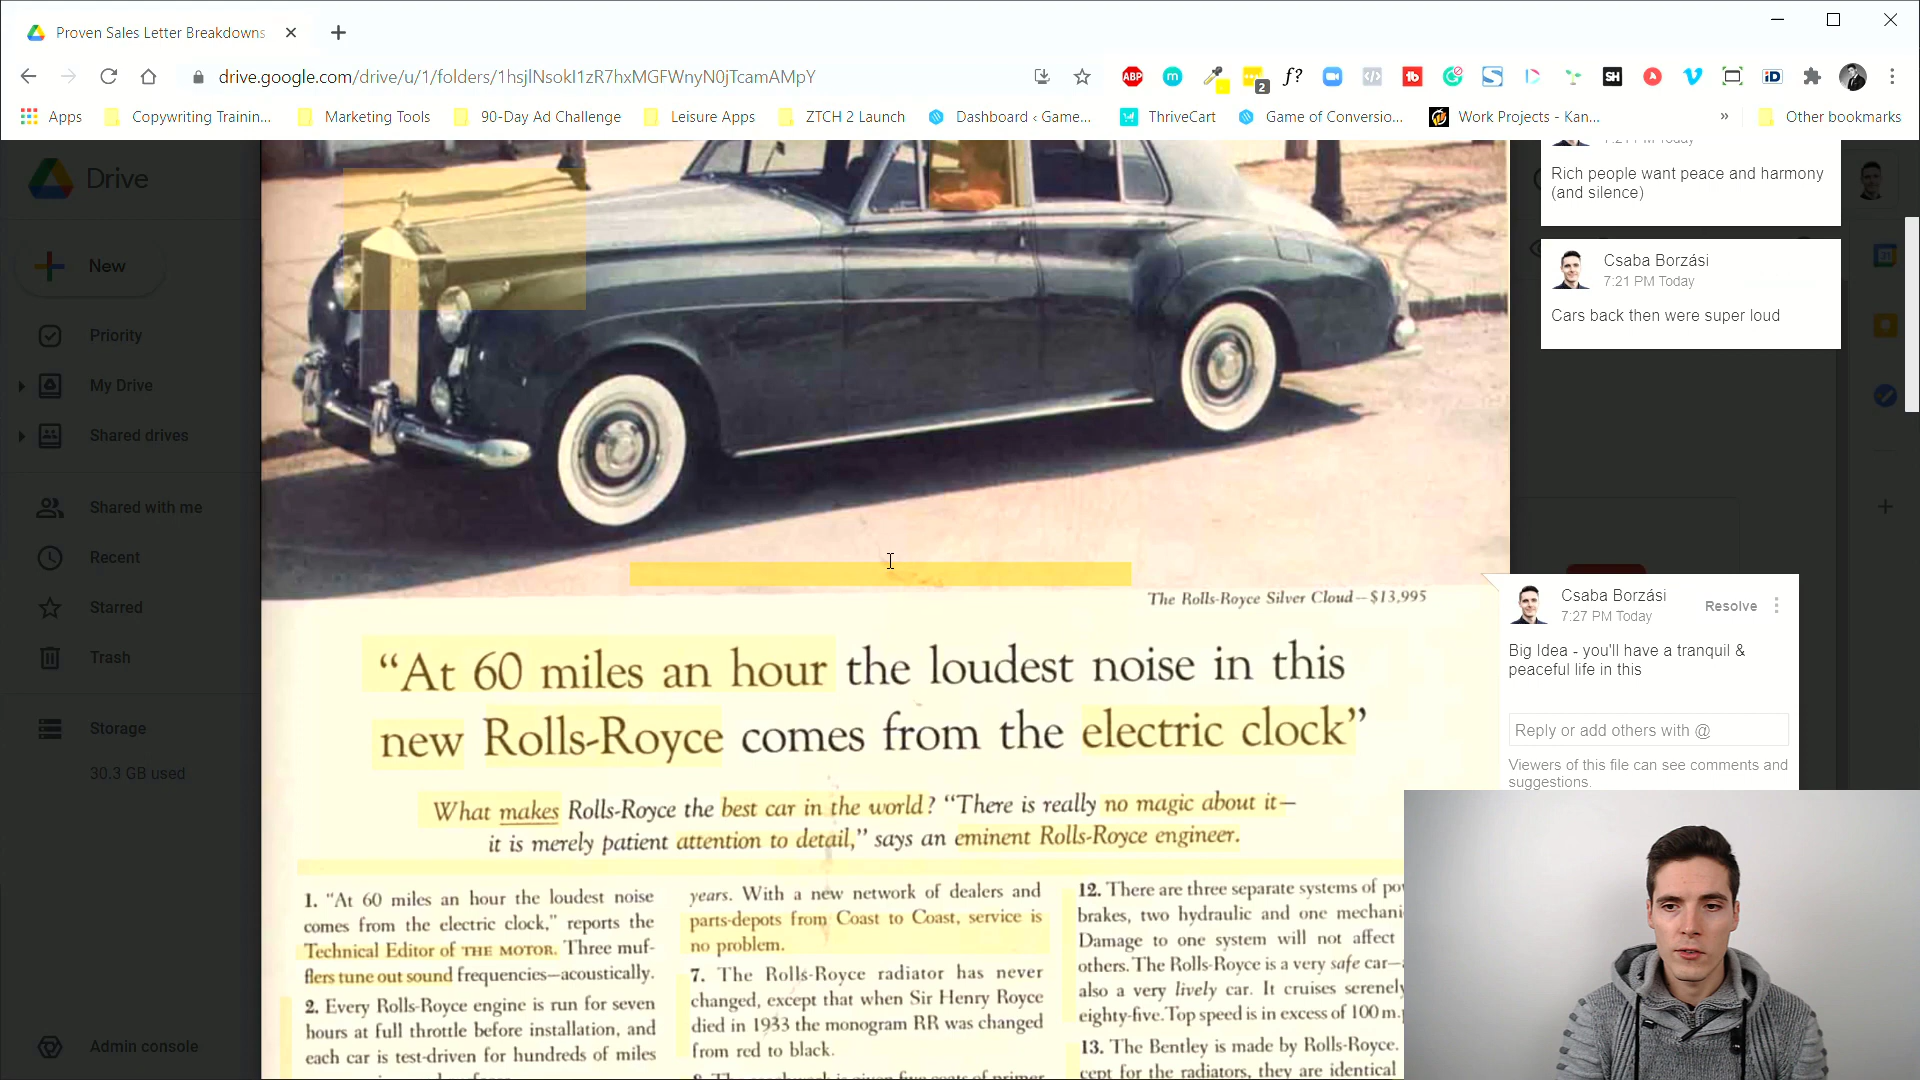 Proven Sales Letter Breakdowns
drive.google.com/drive/u/1/folders/1hsjlNsokI1zR7hxMGFWnyN0jTcamAMpY
ABP
m
2
f?
SH
iD
Apps
Copywriting Trainin...
Marketing Tools
90-Day Ad Challenge
Leisure Apps
ZTCH 2 Launch
Dashboard ‹ Game...
ThriveCart
Game of Conversio...
Work Projects - Kan...
»
Other bookmarks
Drive
New
Priority
My Drive
Shared drives
Shared with me
Recent
Starred
Trash
Storage
30.3 GB used
Admin console
Rich people want peace and harmony
(and silence)
Csaba Borzási
7:21 PM Today
Cars back then were super loud
Csaba Borzási
7:27 PM Today
Resolve
Big Idea - you'll have a tranquil &
peaceful life in this
Reply or add others with @
Viewers of this file can see comments and
suggestions.
The Rolls-Royce Silver Cloud—$13,995
“At 60 miles an hour the loudest noise in this
new Rolls-Royce comes from the electric clock”
What makes Rolls-Royce the best car in the world? “There is really no magic about it—
it is merely patient attention to detail,” says an eminent Rolls-Royce engineer.
1. “At 60 miles an hour the loudest noise
comes from the electric clock,” reports the
Technical Editor of THE MOTOR. Three muf-
flers tune out sound frequencies—acoustically.
2. Every Rolls-Royce engine is run for seven
hours at full throttle before installation, and
each car is test-driven for hundreds of miles
years. With a new network of dealers and
parts-depots from Coast to Coast, service is
no problem.
7. The Rolls-Royce radiator has never
changed, except that when Sir Henry Royce
died in 1933 the monogram RR was changed
from red to black.
12. There are three separate systems of
brakes, two hydraulic and one
Damage to one system will not affect
others. The Rolls-Royce is a very safe car—
also a very lively car. It cruises
eighty-five. Top speed is in excess of 100
13. The Bentley is made by Rolls-Royce.
cept for the radiators, they are identical